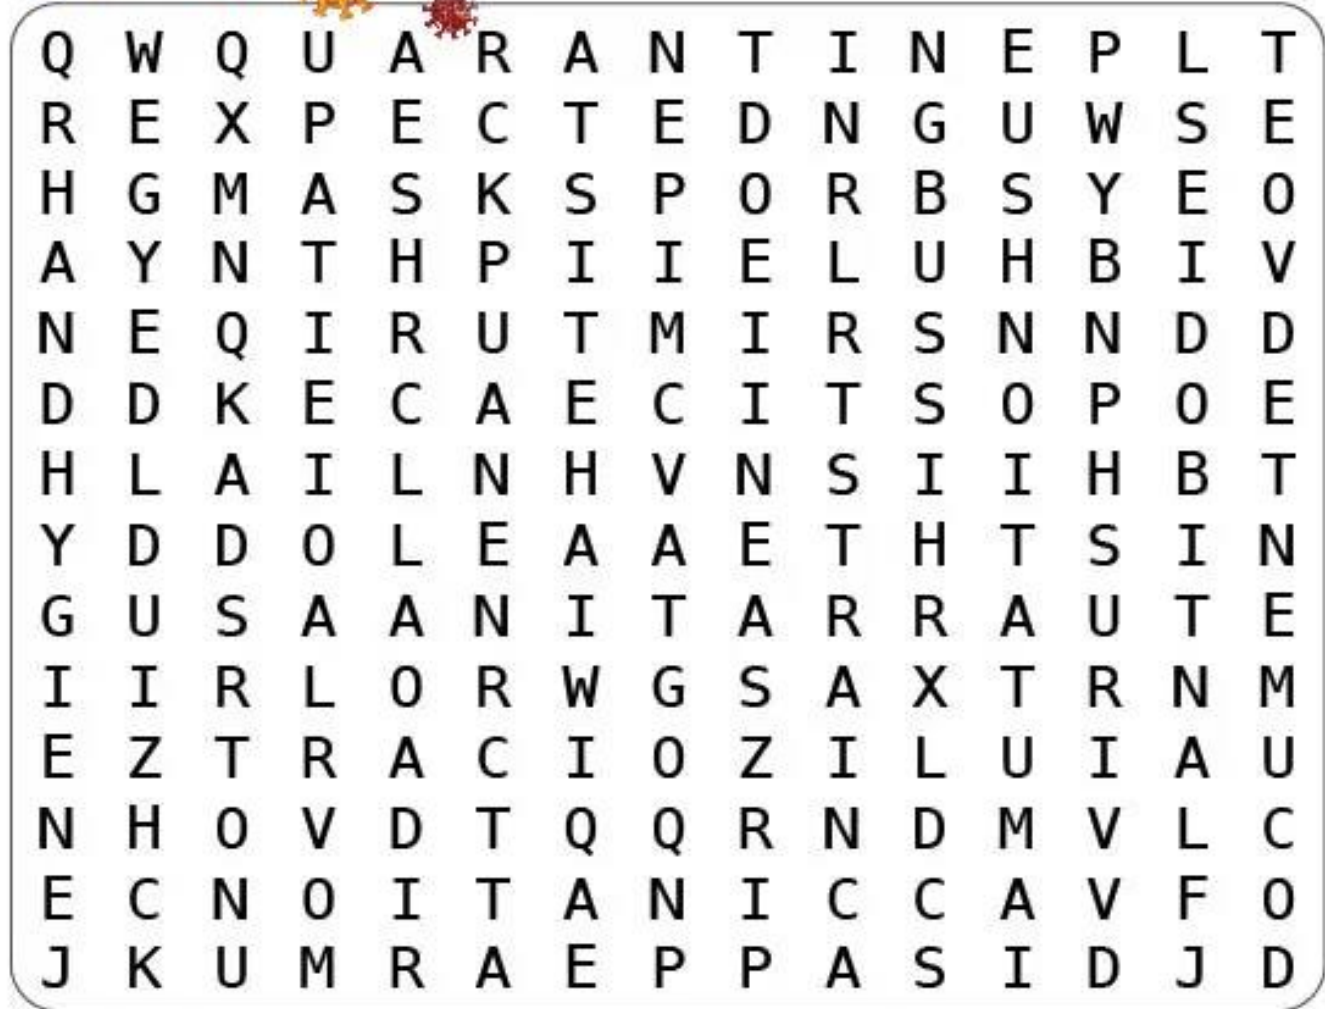 Q W Q U A R A N T I N E P L T
R E X P E C T E D N G U W S E
H G M A S K S P O R B S Y E O
A Y N T H P I I E L U H B I V
N E Q I R U T M I R S N N D D
D D K E C A E C I T S O P O E
H L A I L N H V N S I I H B T
Y D D O L E A A E T H T S I N
G U S A A N I T A R R A U T E
I I R L O R W G S A X T R N M
E Z T R A C I O Z I L U I A U
N H O V D T Q Q R N D M V L C
E C N O I T A N I C C A V F O
J K U M R A E P P A S I D J D